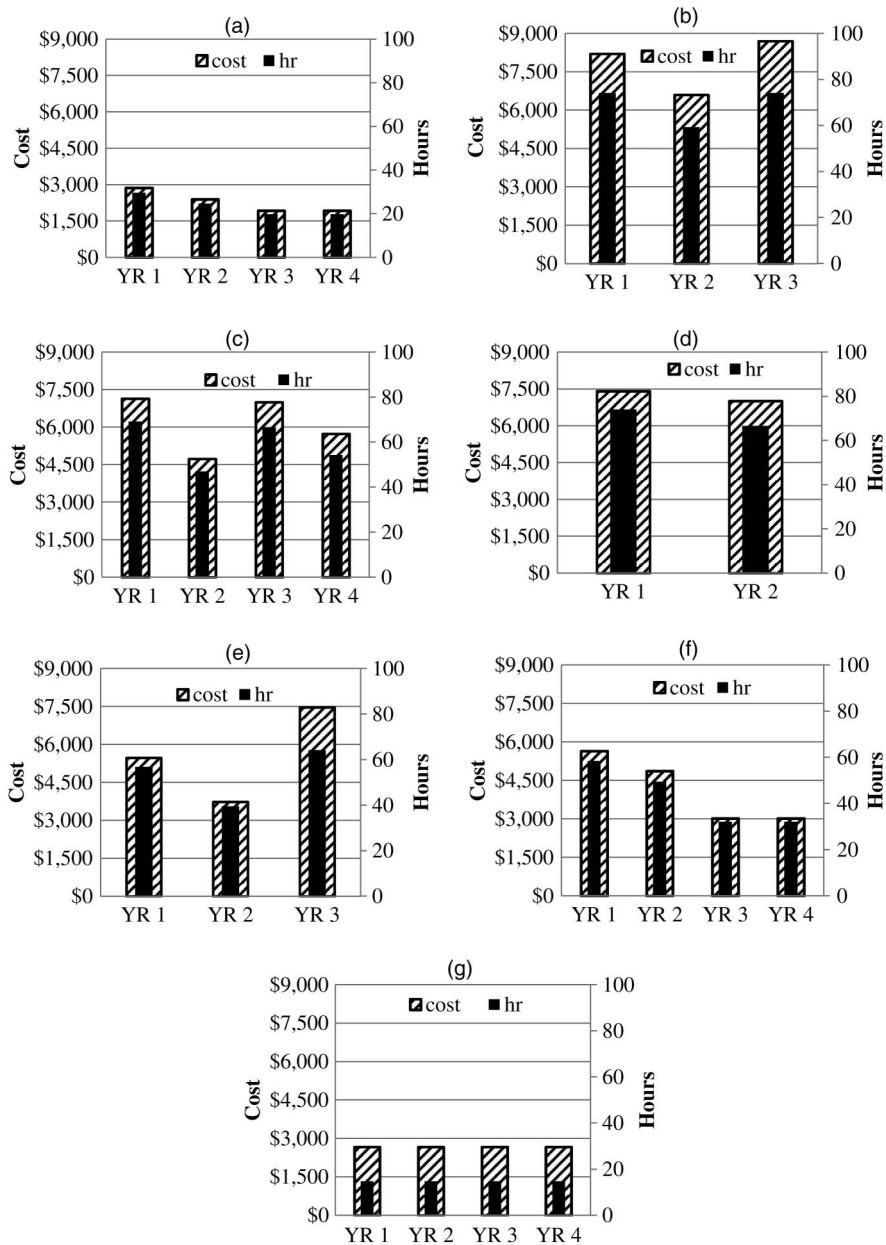 (a)
$9,000
$7,500
$6,000
$4,500
$3,000
$1,500
$0
Cost
cost hr
100
80
60
40
20
0
Hours
YR 1 YR 2 YR 3 YR 4
(b)
$9,000
$7,500
$6,000
$4,500
$3,000
$1,500
$0
Cost
cost hr
100
80
60
40
20
0
Hours
YR 1 YR 2 YR 3
(c)
$9,000
$7,500
$6,000
$4,500
$3,000
$1,500
$0
Cost
cost hr
100
80
60
40
20
0
Hours
YR 1 YR 2 YR 3 YR 4
(d)
$9,000
$7,500
$6,000
$4,500
$3,000
$1,500
$0
Cost
cost hr
100
80
60
40
20
0
Hours
YR 1 YR 2
(e)
$9,000
$7,500
$6,000
$4,500
$3,000
$1,500
$0
Cost
cost hr
100
80
60
40
20
0
Hours
YR 1 YR 2 YR 3
(f)
$9,000
$7,500
$6,000
$4,500
$3,000
$1,500
$0
Cost
cost hr
100
80
60
40
20
0
Hours
YR 1 YR 2 YR 3 YR 4
(g)
$9,000
$7,500
$6,000
$4,500
$3,000
$1,500
$0
Cost
cost hr
100
80
60
40
20
0
Hours
YR 1 YR 2 YR 3 YR 4